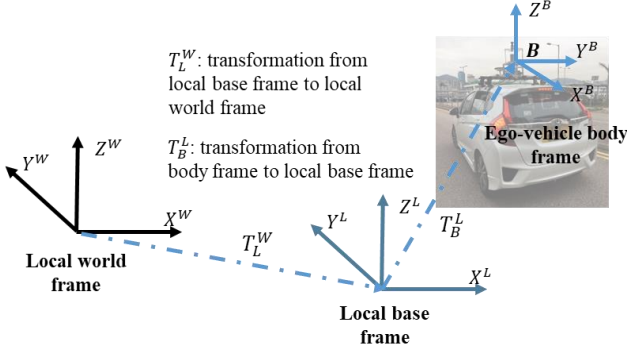 Z^B
B
Y^B
X^B
T_L^W: transformation from
local base frame to local
world frame
T_B^L: transformation from
body frame to local base frame
Ego-vehicle body
frame
Y^W
Z^W
X^W
Local world
frame
T_L^W
Y^L
Z^L
T_B^L
X^L
Local base
frame